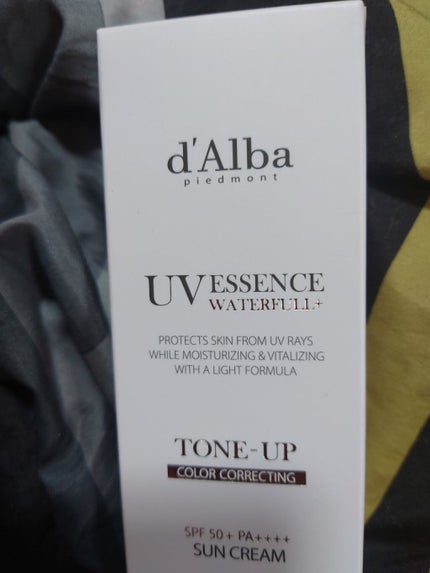 d'Alba
piedmont
UV ESSENCE
WATERFULL+
PROTECTS SKIN FROM UV RAYS
WHILE MOISTURIZING & VITALIZING
WITH A LIGHT FORMULA
TONE-UP
COLOR CORRECTING
SPF 50+ PA++++
SUN CREAM